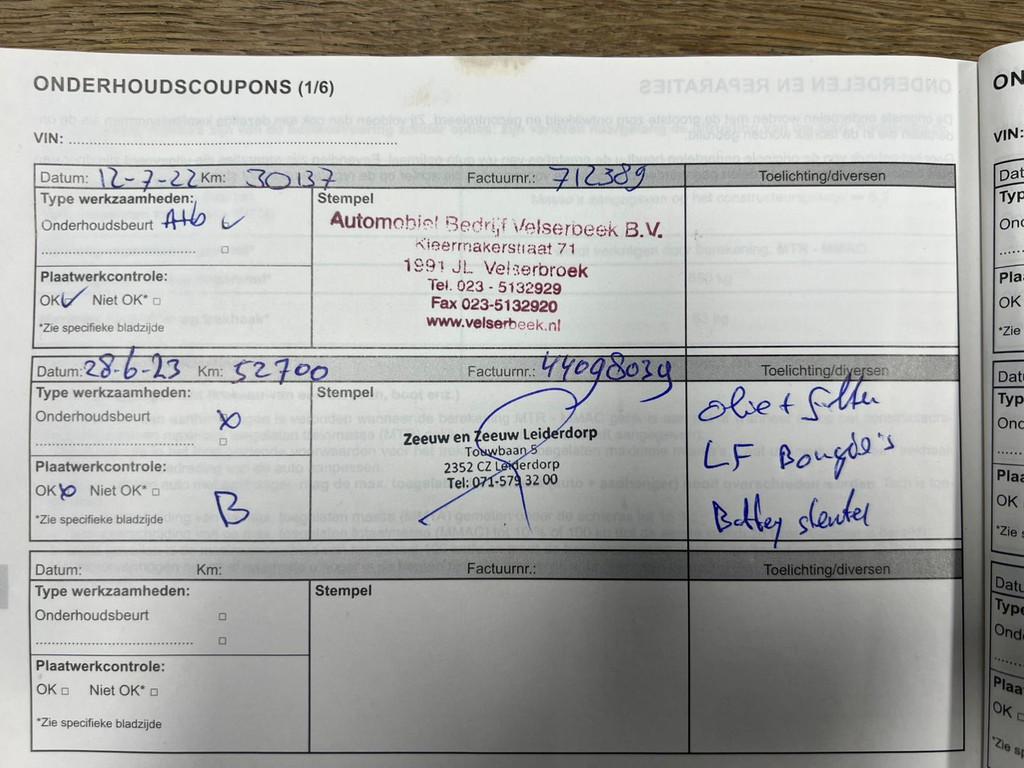 ONDERHOUDSCOUPONS (1/6)
VIN:
Datum: 12-7-22 Km: 30137 Factuurnr.: 712389 Toelichting/diversen
Type werkzaamheden:
Onderhoudsbeurt A+b
Plaatwerkcontrole:
OK Niet OK*
*Zie specifieke bladzijde
Stempel
Automobiel Bedrijf Velserbeek B.V.
Kleermakerstraat 71
1991 JL Velserbroek
Tel. 023 - 5132929
Fax 023-5132920
www.velserbeek.nl
Datum: 28-6-23 Km: 52700 Factuurnr.: 44098039 Toelichting/diversen
Type werkzaamheden:
Onderhoudsbeurt
Plaatwerkcontrole:
OK Niet OK*
*Zie specifieke bladzijde B
Stempel
Zeeuw en Zeeuw Leiderdorp
Touwbaan 5
2352 CZ Leiderdorp
Tel: 071-579 32 00
olie + filter
LF Bougie's
sleutel
Datum: Km: Factuurnr.: Toelichting/diversen
Type werkzaamheden:
Onderhoudsbeurt
Plaatwerkcontrole:
OK Niet OK*
*Zie specifieke bladzijde
Stempel
ON
VIN: